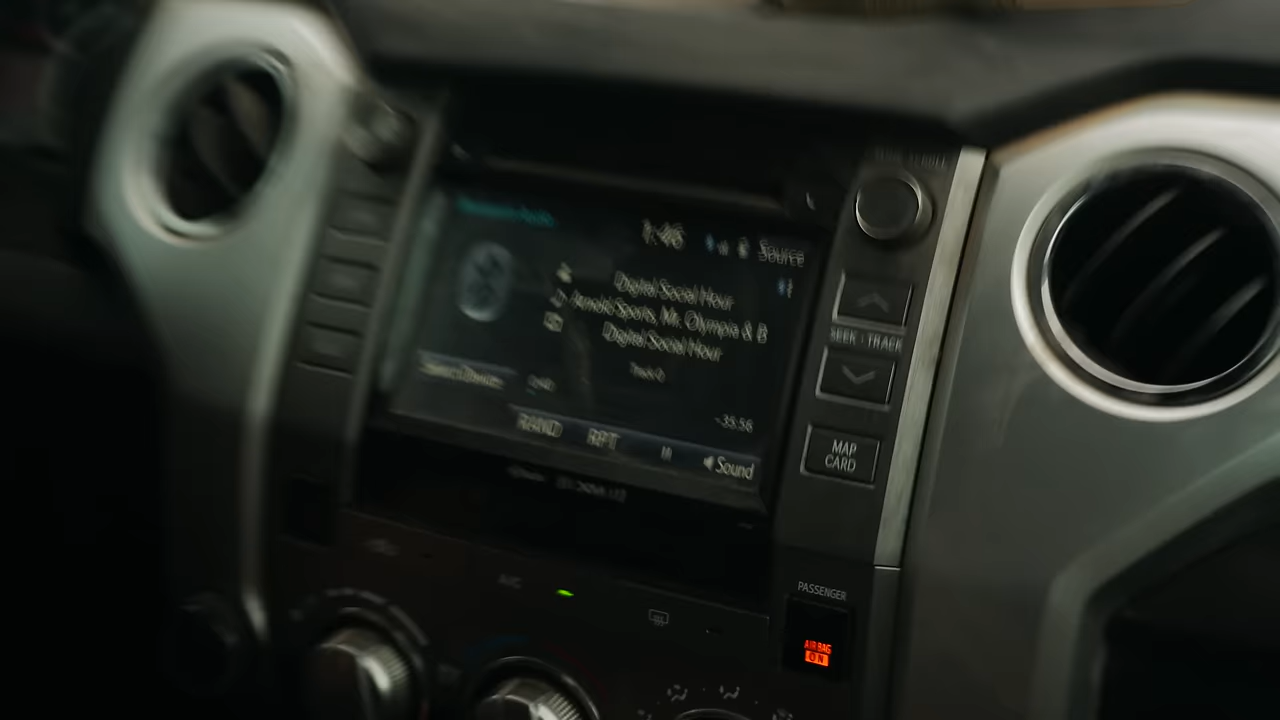 1:46
Source
Digital Social Hour
Arnold Sports, Mr. Olympia & B
Digital Social Hour
-35:56
RAND
RPT
Sound
SEEK • TRACK
MAP
CARD
PASSENGER
AIR BAG
ON